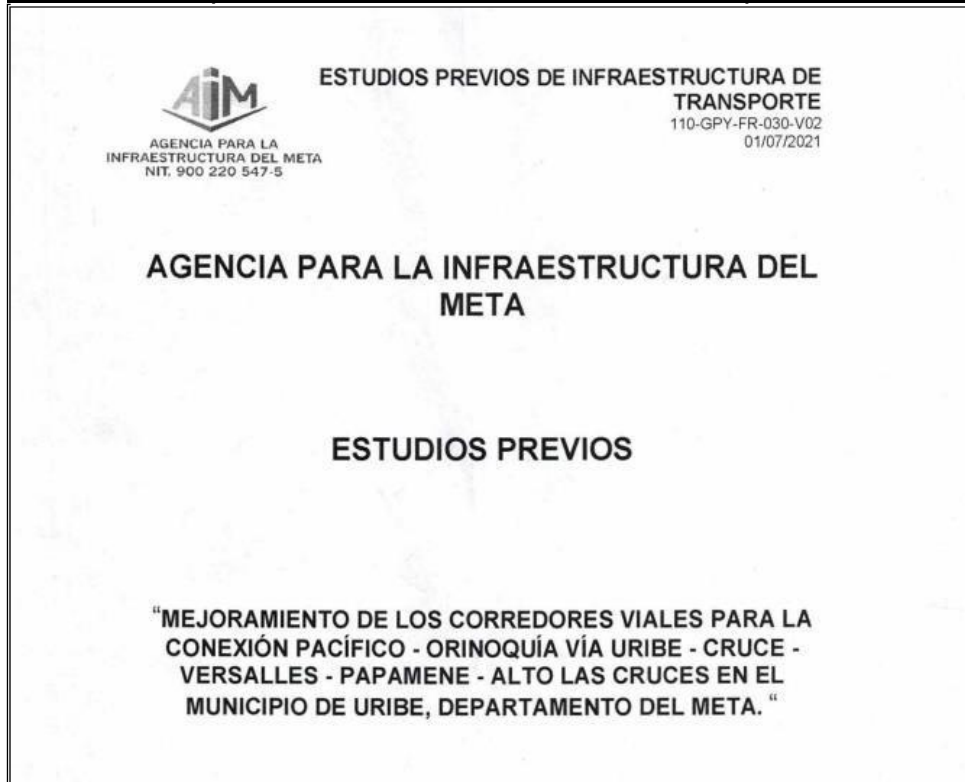 ESTUDIOS PREVIOS DE INFRAESTRUCTURA DE
TRANSPORTE
110-GPY-FR-030-V02
01/07/2021
AIM
AGENCIA PARA LA
INFRAESTRUCTURA DEL META
NIT. 900 220 547-5
AGENCIA PARA LA INFRAESTRUCTURA DEL
META
ESTUDIOS PREVIOS
“MEJORAMIENTO DE LOS CORREDORES VIALES PARA LA
CONEXIÓN PACÍFICO - ORINOQUÍA VÍA URIBE - CRUCE -
VERSALLES - PAPAMENE - ALTO LAS CRUCES EN EL
MUNICIPIO DE URIBE, DEPARTAMENTO DEL META. “